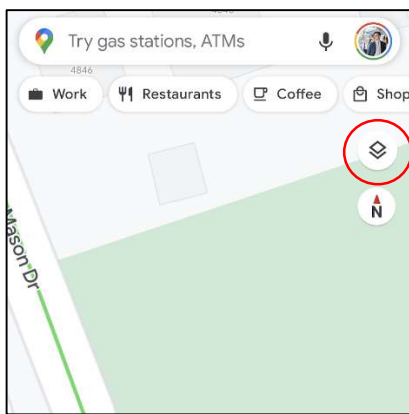 Try gas stations, ATMs
4846
Work
Restaurants
Coffee
Shop
N
Mason Dr